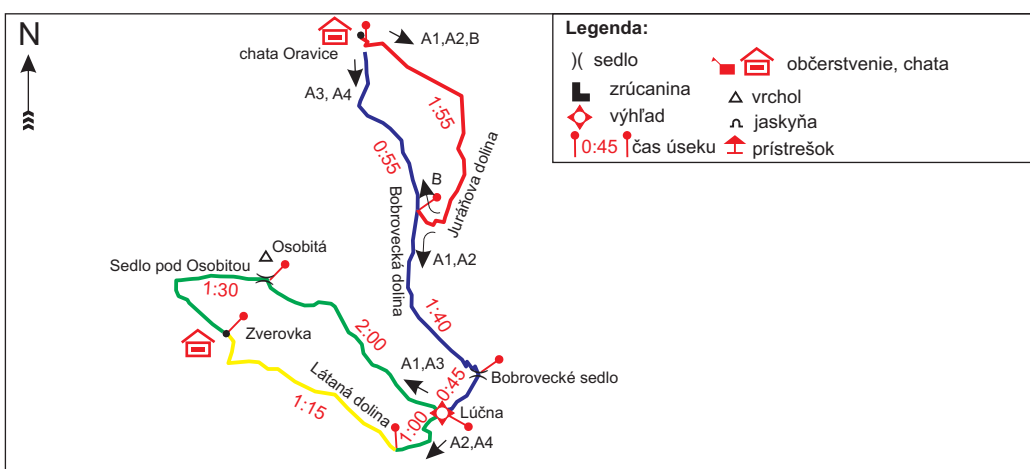 N
chata Oravice
A1,A2,B
A3, A4
1:55
0:55
Juráňova dolina
B
Bobrovecká dolina
A1,A2
Osobitá
Sedlo pod Osobitou
1:30
2:00
1:40
Zverovka
A1,A3
0:45
Bobrovecké sedlo
Látaná dolina
1:15
Lúčna
1:00
A2,A4
Legenda:
)( sedlo
zrúcanina
výhľad
0:45 čas úseku
občerstvenie, chata
vrchol
jaskyňa
prístrešok